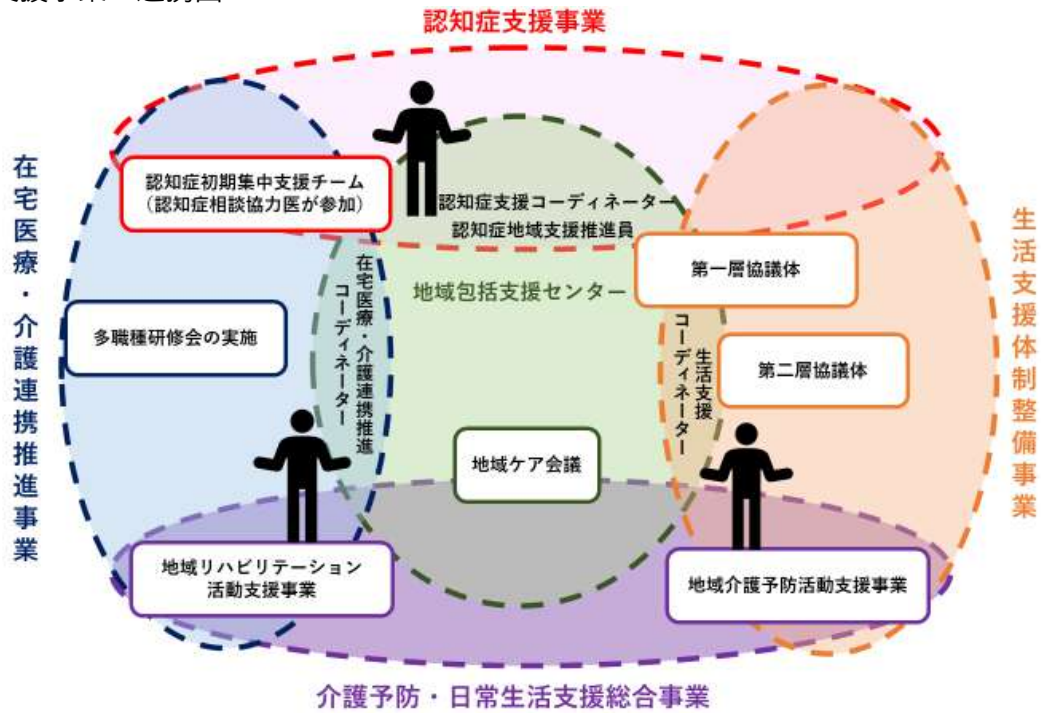 認知症支援事業
在宅医療・介護連携推進事業
生活支援体制整備事業
認知症初期集中支援チーム
（認知症相談協力医が参加）
認知症支援コーディネーター
認知症地域支援推進員
第一層協議体
地域包括支援センター
多職種研修会の実施
在宅医療・介護連携推進
コーディネーター
生活支援
コーディネーター
第二層協議体
地域ケア会議
地域リハビリテーション
活動支援事業
地域介護予防活動支援事業
介護予防・日常生活支援総合事業